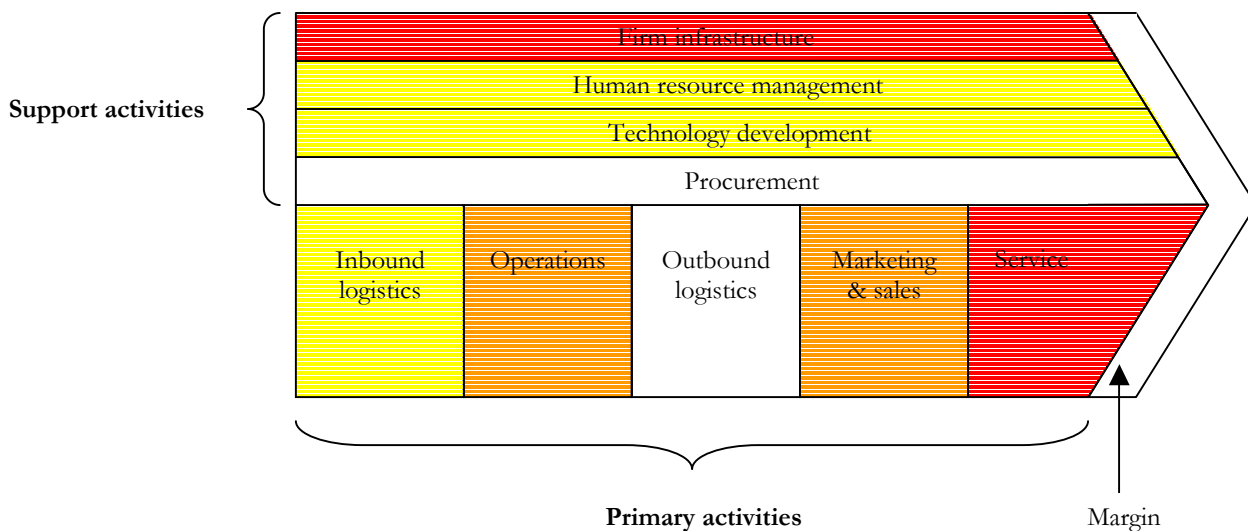 Firm infrastructure
Human resource management
Support activities
Technology development
Procurement
Inbound
logistics
Operations
Outbound
logistics
Marketing
& sales
Service
Primary activities
Margin